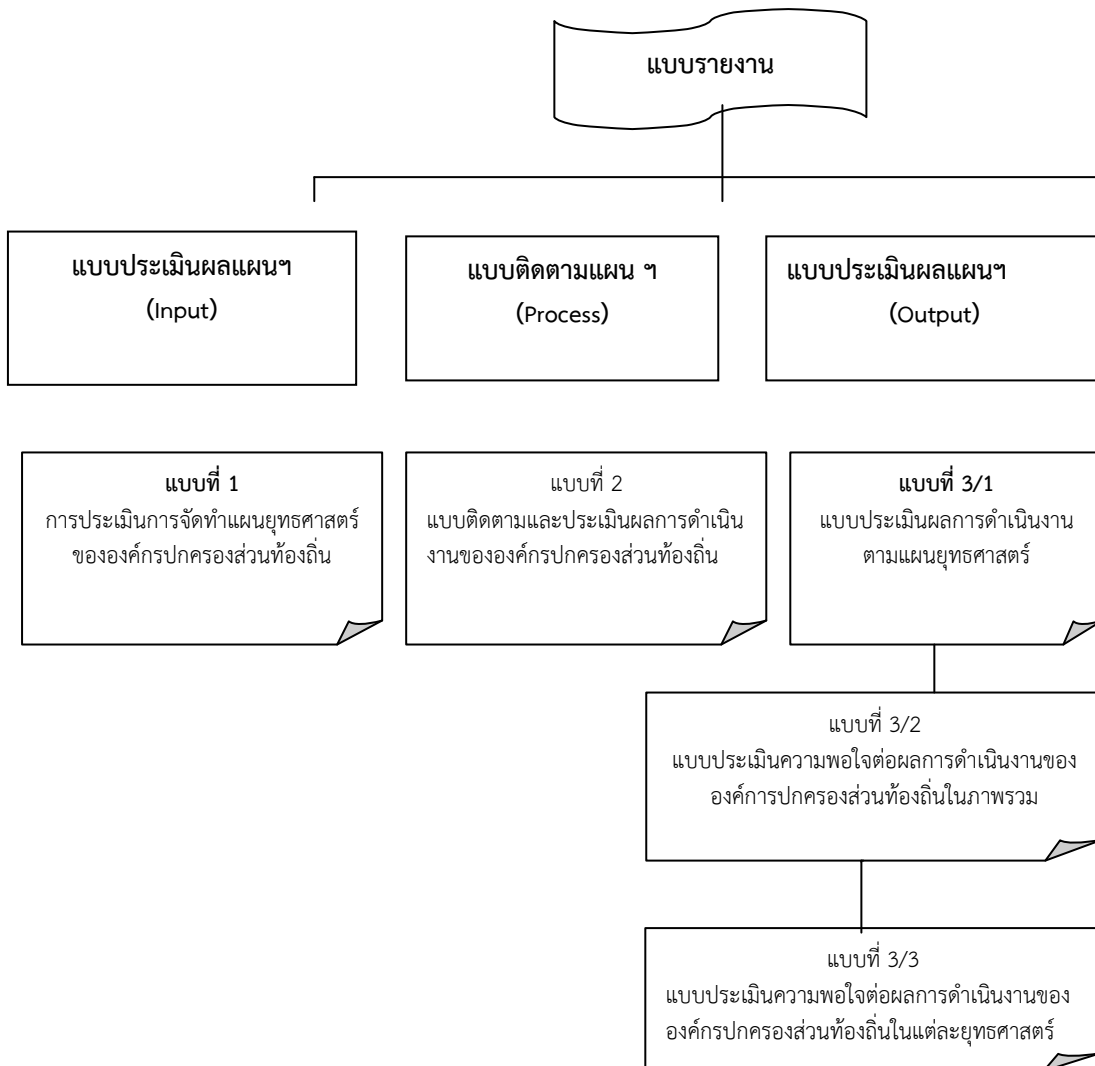 แบบรายงาน
แบบประเมินผลแผนฯ
(Input)
แบบติดตามแผน ฯ
(Process)
แบบประเมินผลแผนฯ
(Output)
แบบที่ 1
การประเมินการจัดทำแผนยุทธศาสตร์
ขององค์กรปกครองส่วนท้องถิ่น
แบบที่ 2
แบบติดตามและประเมินผลการดำเนิน
งานขององค์กรปกครองส่วนท้องถิ่น
แบบที่ 3/1
แบบประเมินผลการดำเนินงาน
ตามแผนยุทธศาสตร์
แบบที่ 3/2
แบบประเมินความพอใจต่อผลการดำเนินงานของ
องค์การปกครองส่วนท้องถิ่นในภาพรวม
แบบที่ 3/3
แบบประเมินความพอใจต่อผลการดำเนินงานของ
องค์กรปกครองส่วนท้องถิ่นในแต่ละยุทธศาสตร์